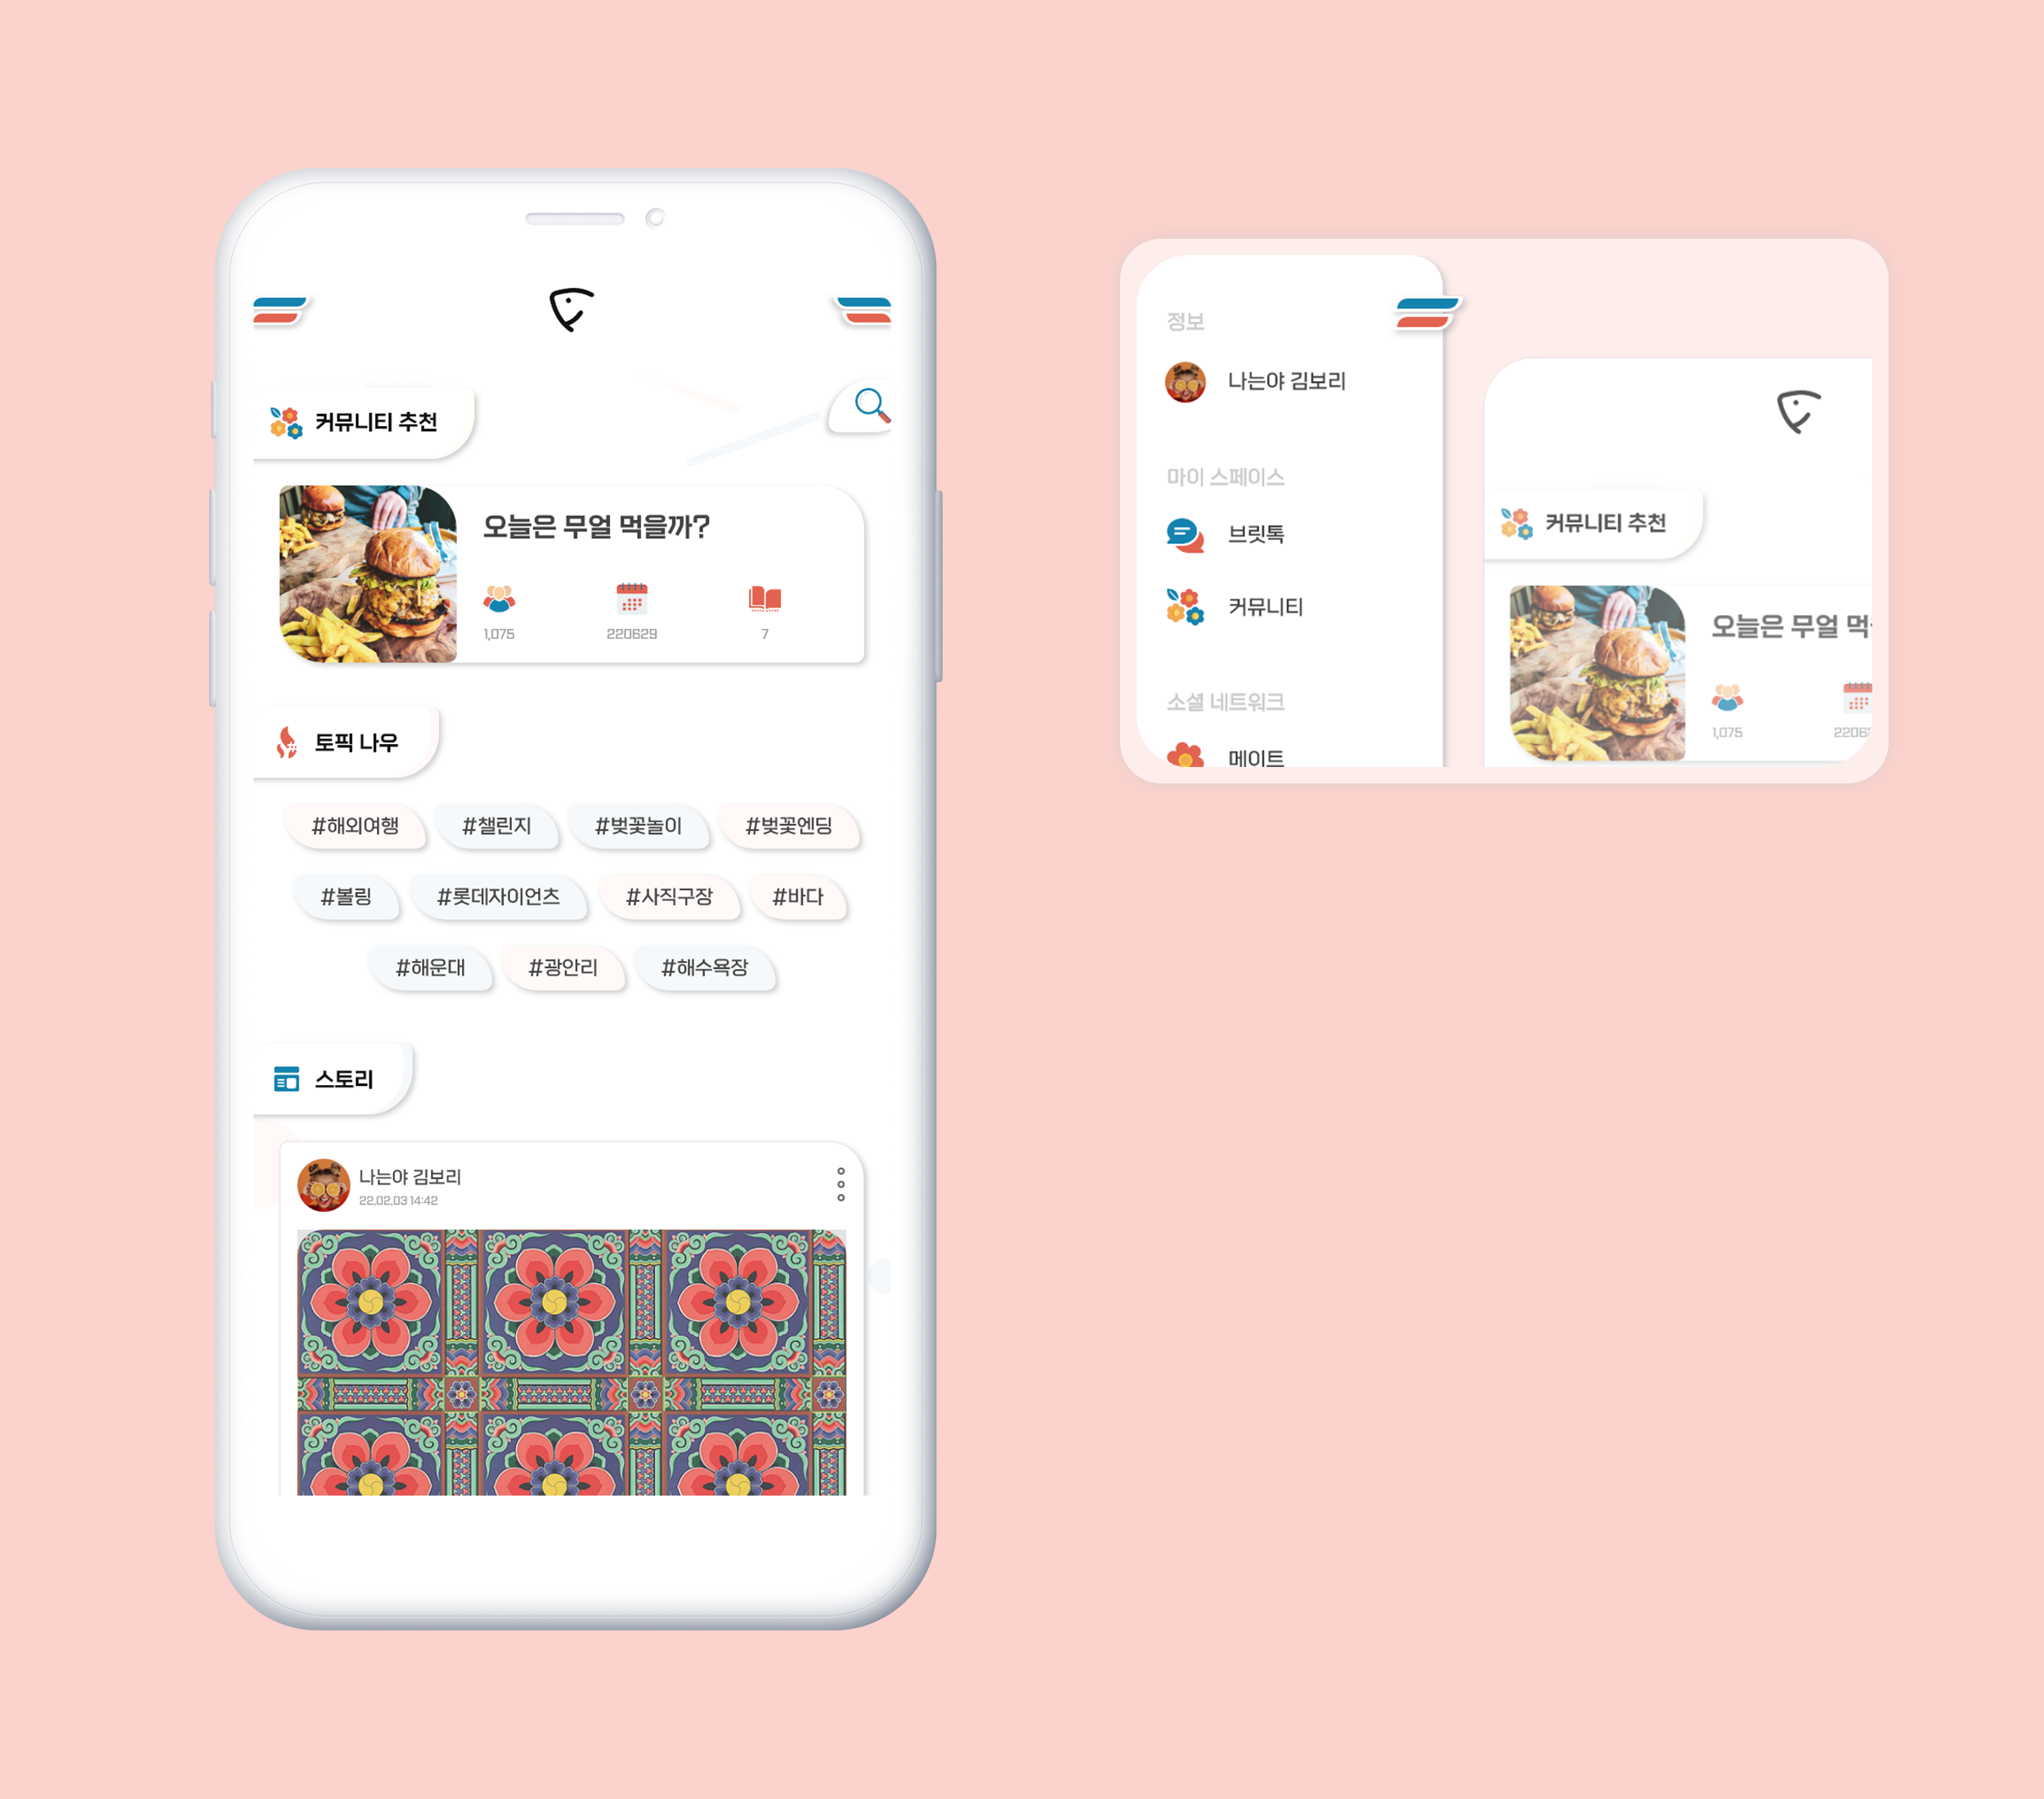 커뮤니티 추천
오늘은 무얼 먹을까?
1,075 220629 7
토픽 나우
#해외여행 #챌린지 #벚꽃놀이 #벚꽃엔딩
#볼링 #롯데자이언츠 #사직구장 #바다
#해운대 #광안리 #해수욕장
스토리
나는야 김보리
22.02.03 14:42
정보
나는야 김보리
마이 스페이스
브릿톡
커뮤니티
소셜 네트워크
메이트
커뮤니티 추천
오늘은 무얼 먹
1,075 2206